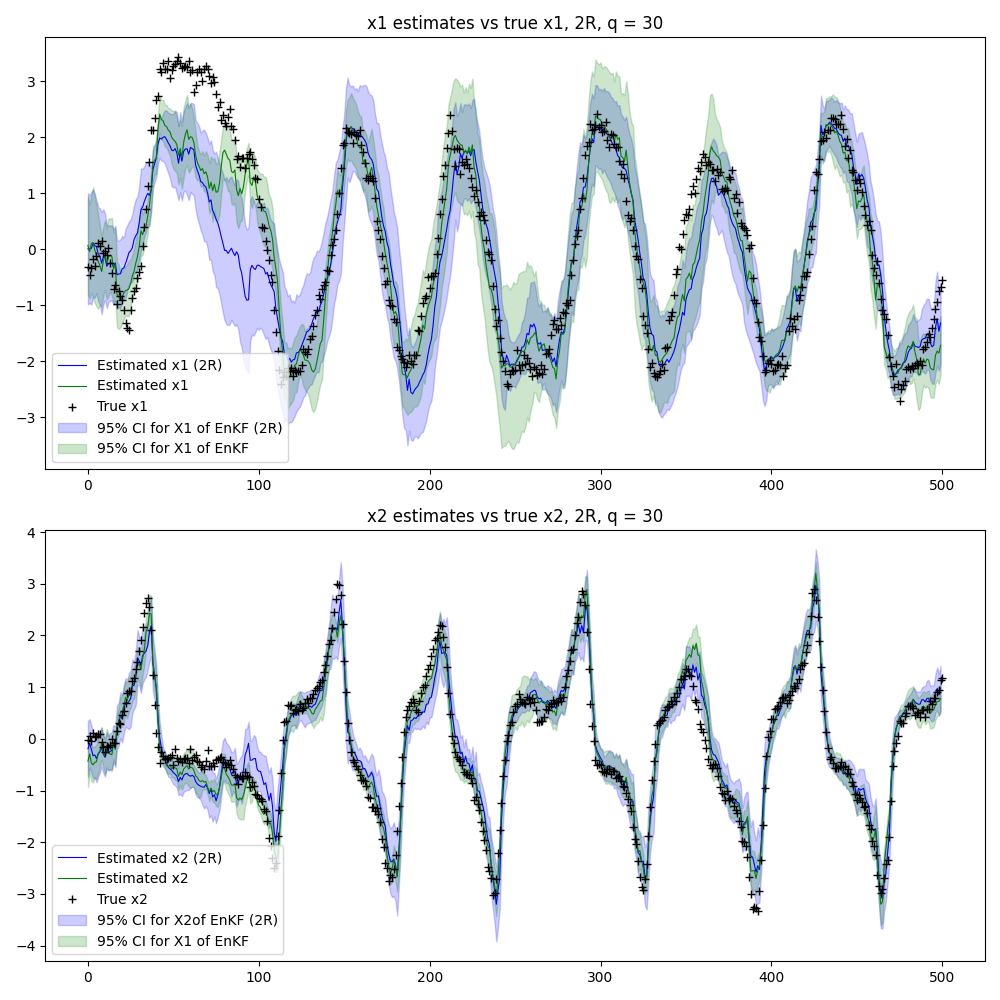 x1 estimates vs true x1, 2R, q = 30
3
2
1
0
−1
−2
−3
Estimated x1 (2R)
Estimated x1
True x1
95% CI for X1 of EnKF (2R)
95% CI for X1 of EnKF
0 100 200 300 400 500
x2 estimates vs true x2, 2R, q = 30
4
3
2
1
0
−1
−2
−3
−4
Estimated x2 (2R)
Estimated x2
True x2
95% CI for X2of EnKF (2R)
95% CI for X1 of EnKF
0 100 200 300 400 500